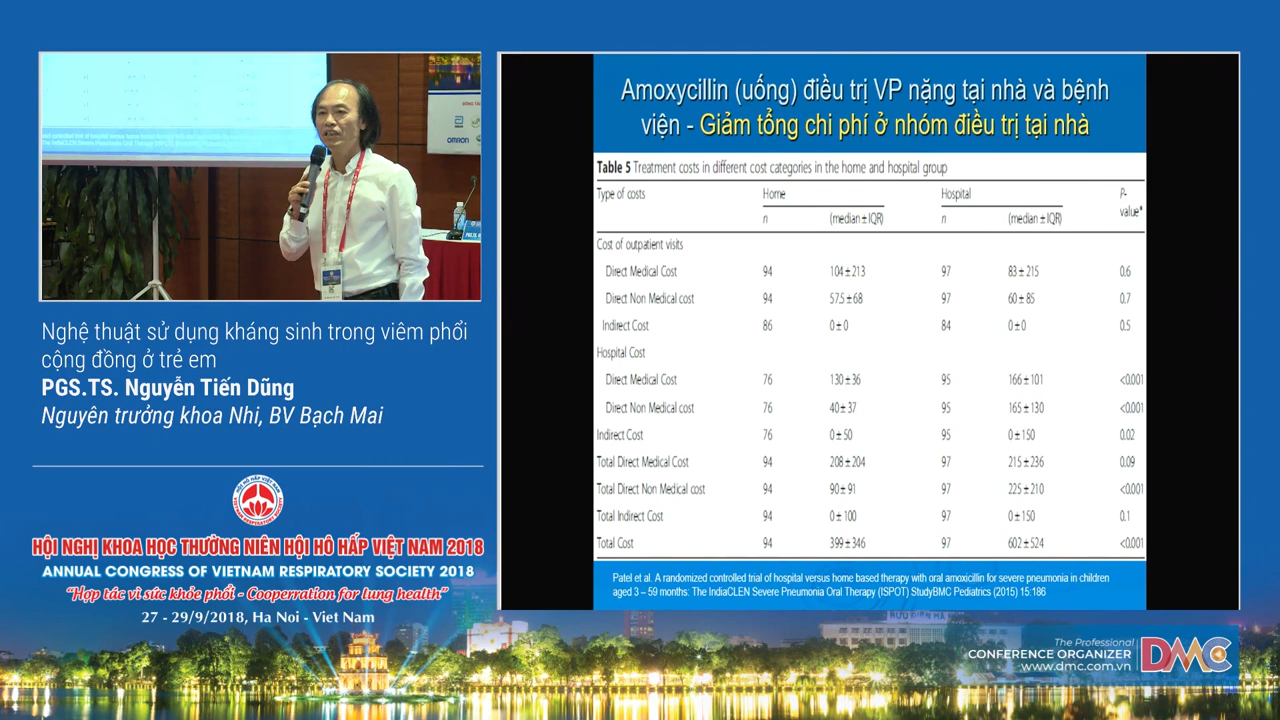 Amoxycillin (uống) điều trị VP nặng tại nhà và bệnh
viện - Giảm tổng chi phí ở nhóm điều trị tại nhà
Table 5 Treatment costs in different cost categories in the home and hospital group
Type of costs Home Hospital P-
value*
n (median ± IQR) n (median ± IQR)
Cost of outpatient visits
Direct Medical Cost 94 104 ± 213 97 83 ± 215 0.6
Direct Non Medical cost 94 57.5 ± 68 97 60 ± 85 0.7
Indirect Cost 86 0 ± 0 84 0 ± 0 0.5
Hospital Cost
Direct Medical Cost 76 130 ± 36 95 166 ± 101 <0.001
Direct Non Medical cost 76 40 ± 37 95 165 ± 130 <0.001
Indirect Cost 76 0 ± 50 95 0 ± 150 0.02
Total Direct Medical Cost 94 208 ± 204 97 215 ± 236 0.09
Total Direct Non Medical cost 94 90 ± 91 97 225 ± 210 <0.001
Total Indirect Cost 94 0 ± 100 97 0 ± 150 0.1
Total Cost 94 399 ± 346 97 602 ± 524 <0.001
Patel et al. A randomized controlled trial of hospital versus home based therapy with oral amoxicillin for severe pneumonia in children
aged 3 – 59 months: The IndiaCLEN Severe Pneumonia Oral Therapy (ISPOT) StudyBMC Pediatrics (2015) 15:186
OMRON
Nghệ thuật sử dụng kháng sinh trong viêm phổi
cộng đồng ở trẻ em
PGS.TS. Nguyễn Tiến Dũng
Nguyên trưởng khoa Nhi, BV Bạch Mai
HỘI HÔ HẤP VIỆT NAM
VIETNAM RESPIRATORY SOCIETY
HỘI NGHỊ KHOA HỌC THƯỜNG NIÊN HỘI HÔ HẤP VIỆT NAM 2018
ANNUAL CONGRESS OF VIETNAM RESPIRATORY SOCIETY 2018
"Hợp tác vì sức khỏe phổi - Cooperration for lung health"
27 - 29/9/2018, Ha Noi - Viet Nam
The Professional
CONFERENCE ORGANIZER
www.dmc.com.vn
DMC